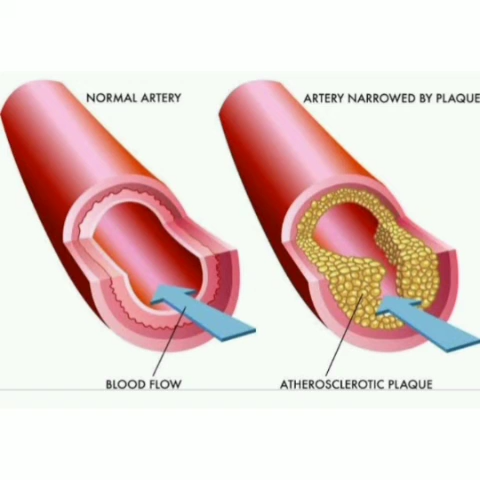 NORMAL ARTERY
ARTERY NARROWED BY PLAQUE
BLOOD FLOW
ATHEROSCLEROTIC PLAQUE